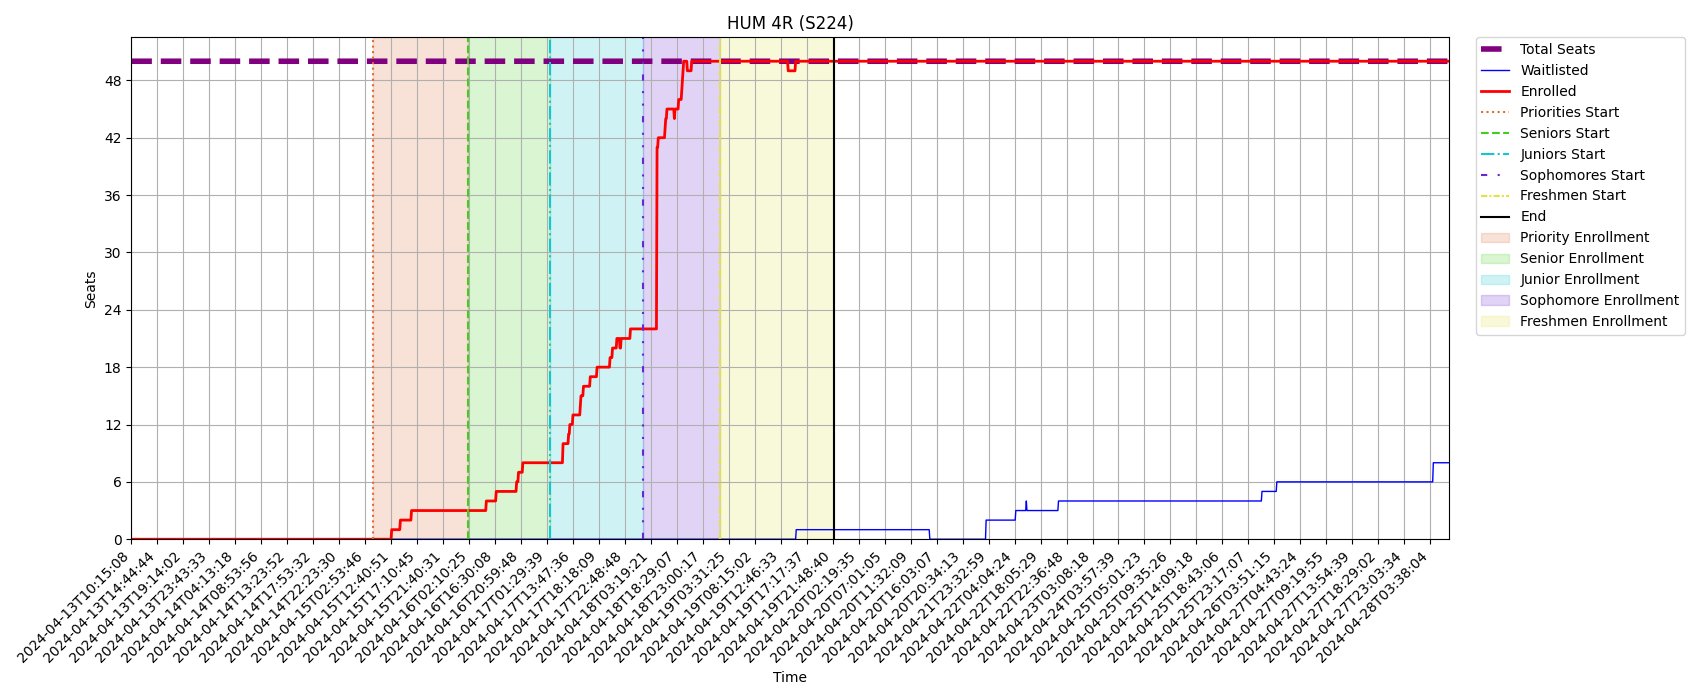 HUM 4R (S224)
Total Seats
Waitlisted
Enrolled
Priorities Start
Seniors Start
Juniors Start
Sophomores Start
Freshmen Start
End
Priority Enrollment
Senior Enrollment
Junior Enrollment
Sophomore Enrollment
Freshmen Enrollment
Seats
48
42
36
30
24
18
12
6
0
2024-04-13T10:15:08
2024-04-13T14:44:44
2024-04-13T19:14:02
2024-04-13T23:43:33
2024-04-14T04:13:18
2024-04-14T08:53:56
2024-04-14T13:23:52
2024-04-14T17:53:32
2024-04-14T22:23:30
2024-04-15T02:53:46
2024-04-15T12:40:51
2024-04-15T17:10:45
2024-04-15T21:40:31
2024-04-16T02:10:25
2024-04-16T16:30:08
2024-04-16T20:59:48
2024-04-17T01:29:39
2024-04-17T13:47:36
2024-04-17T18:18:09
2024-04-17T22:48:49
2024-04-18T03:19:21
2024-04-18T18:29:07
2024-04-18T23:00:17
2024-04-19T03:31:25
2024-04-19T08:15:02
2024-04-19T12:46:33
2024-04-19T17:17:37
2024-04-19T21:48:40
2024-04-20T02:19:35
2024-04-20T07:01:05
2024-04-20T11:32:09
2024-04-20T16:03:07
2024-04-20T20:34:13
2024-04-21T23:32:59
2024-04-22T04:04:24
2024-04-22T18:05:29
2024-04-22T22:36:48
2024-04-23T03:08:18
2024-04-24T03:57:39
2024-04-25T05:01:23
2024-04-25T09:35:26
2024-04-25T14:09:18
2024-04-25T18:43:06
2024-04-25T23:17:07
2024-04-26T03:51:15
2024-04-27T04:43:24
2024-04-27T09:19:55
2024-04-27T13:54:39
2024-04-27T18:29:02
2024-04-27T23:03:34
2024-04-28T03:38:04
Time